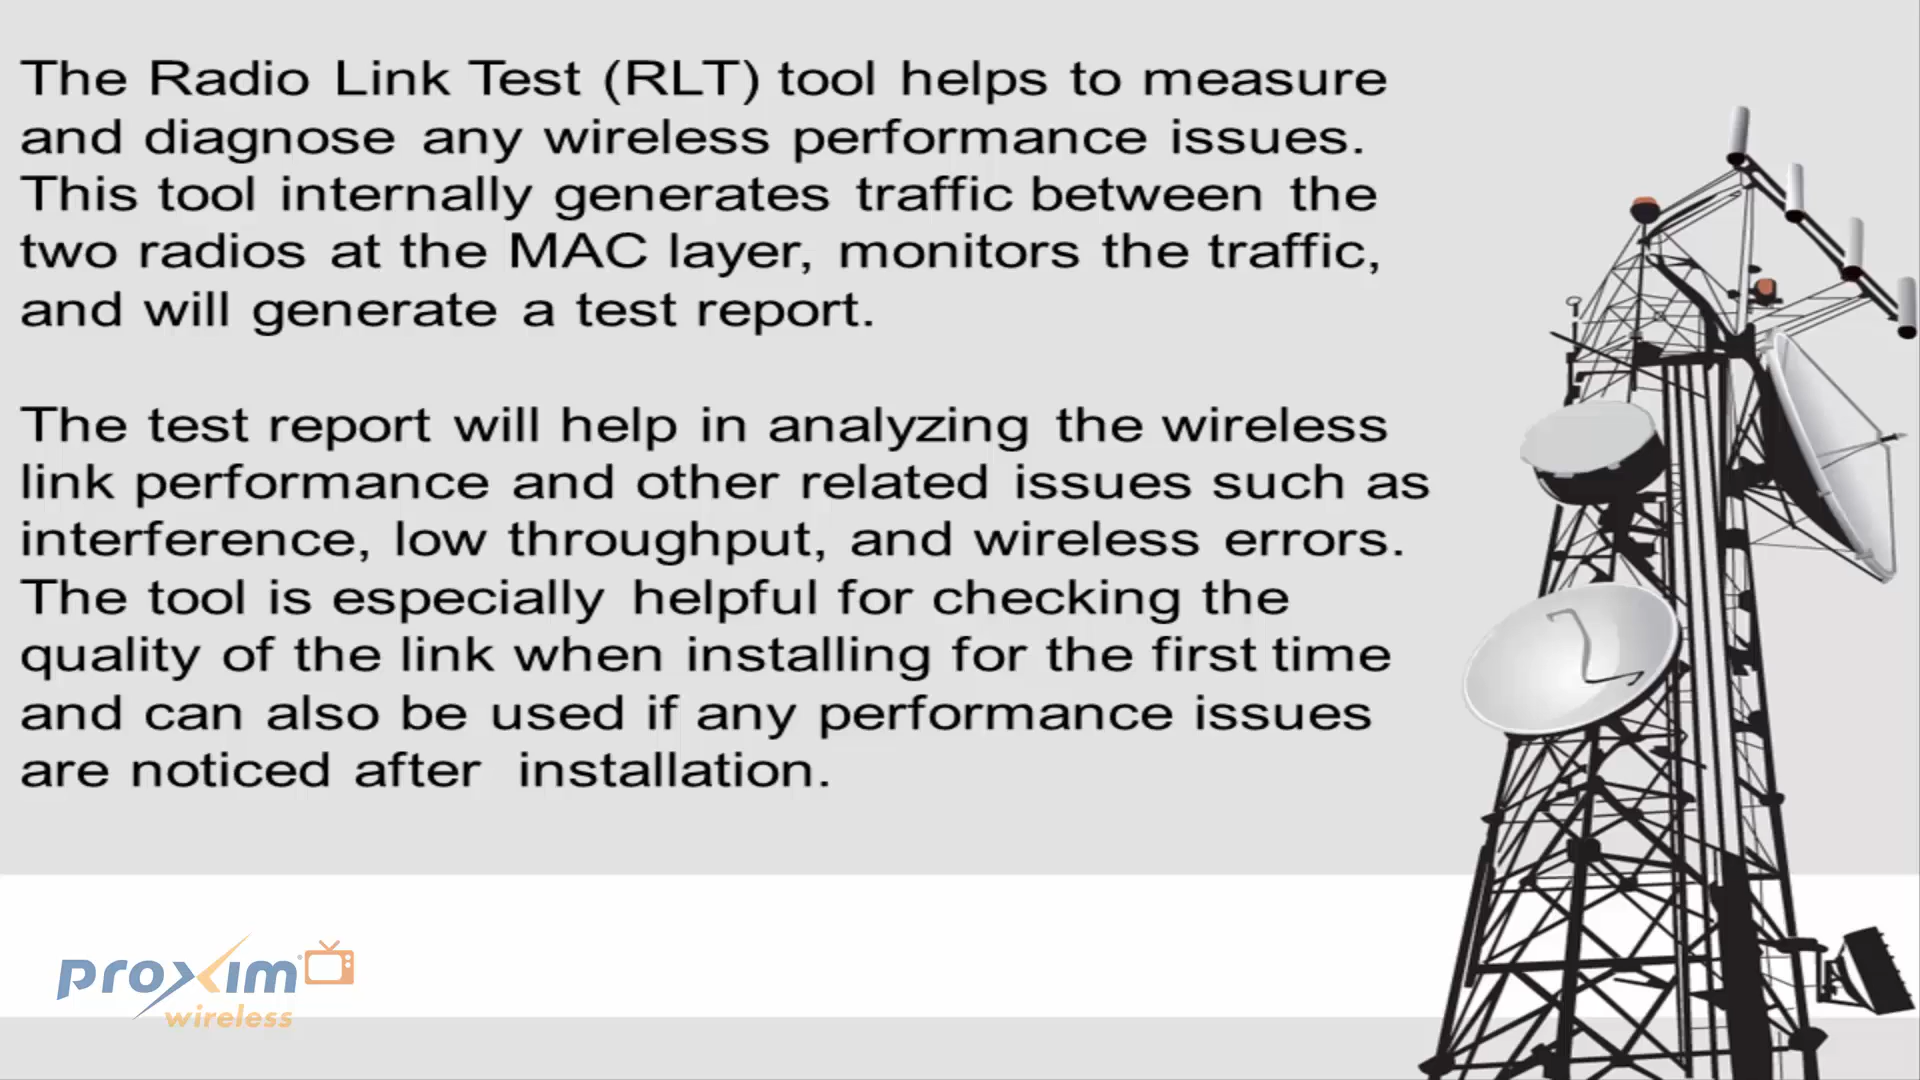 The Radio Link Test (RLT) tool helps to measure
and diagnose any wireless performance issues.
This tool internally generates traffic between the
two radios at the MAC layer, monitors the traffic,
and will generate a test report.
The test report will help in analyzing the wireless
link performance and other related issues such as
interference, low throughput, and wireless errors.
The tool is especially helpful for checking the
quality of the link when installing for the first time
and can also be used if any performance issues
are noticed after installation.
proxim
wireless